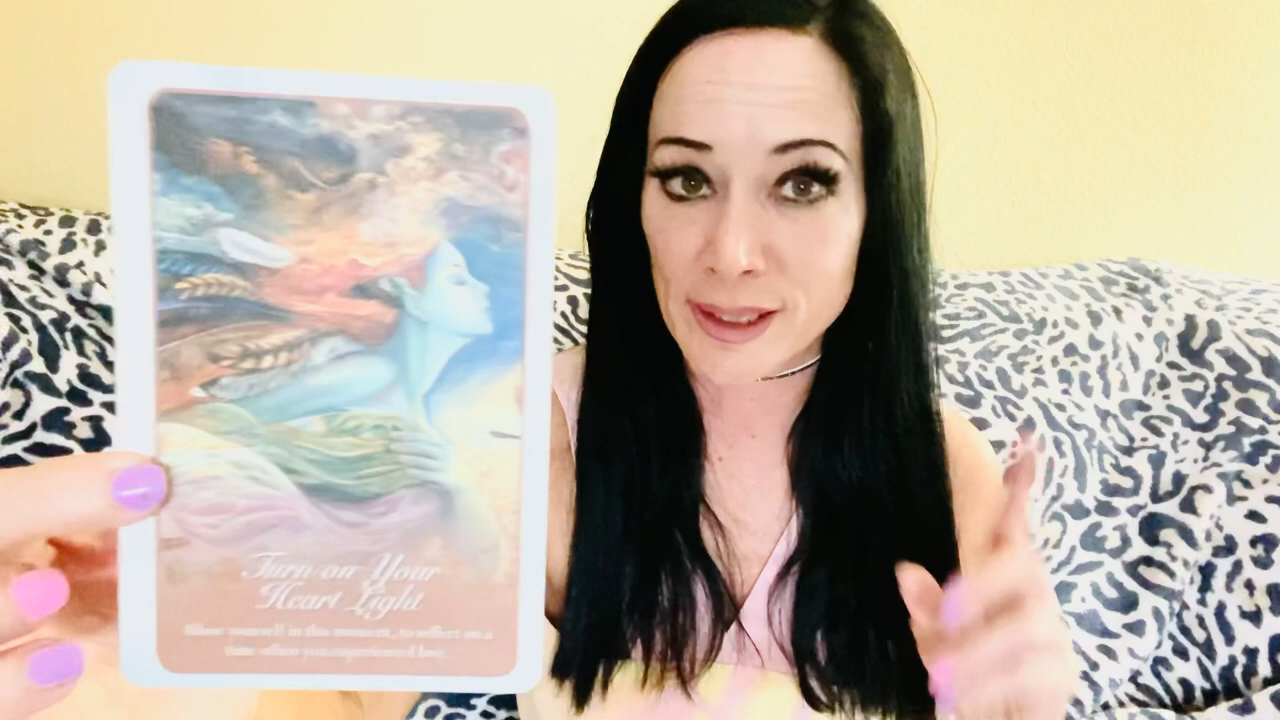 Turn on Your
Heart Light
Allow yourself in this moment, to reflect on a
time when you experienced love.